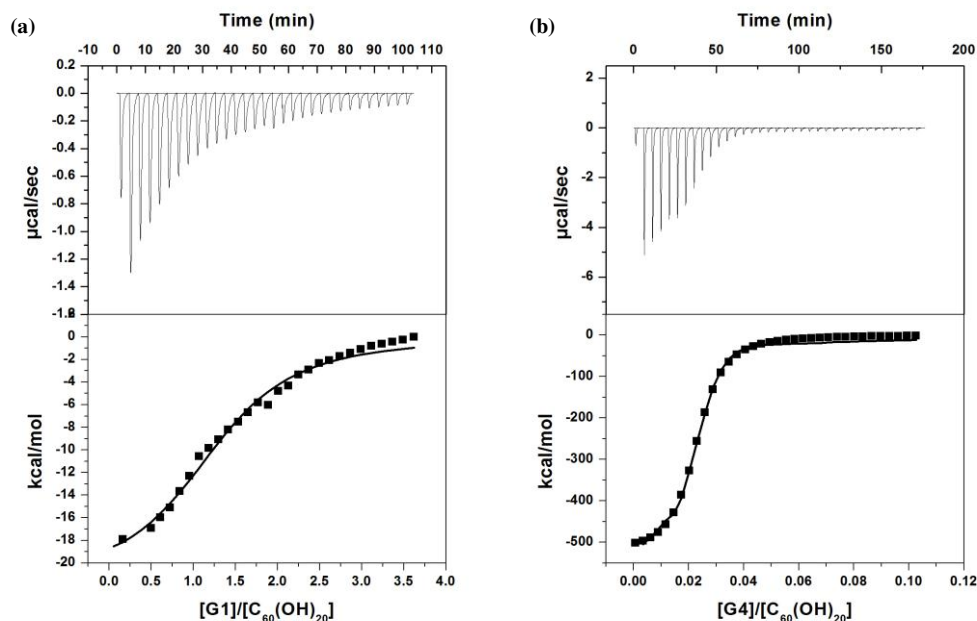 (a)
Time (min)
-10 0 10 20 30 40 50 60 70 80 90 100 110
0.2
0.0
-0.2
-0.4
-0.6
-0.8
-1.0
-1.2
-1.4
-1.6
µcal/sec
0
-2
-4
-6
-8
-10
-12
-14
-16
-18
-20
kcal/mol
0.0 0.5 1.0 1.5 2.0 2.5 3.0 3.5 4.0
[G1]/[C₆₀(OH)₂₀]
(b)
Time (min)
0 50 100 150 200
2
0
-2
-4
-6
µcal/sec
0
-100
-200
-300
-400
-500
kcal/mol
0.00 0.02 0.04 0.06 0.08 0.10 0.12
[G4]/[C₆₀(OH)₂₀]